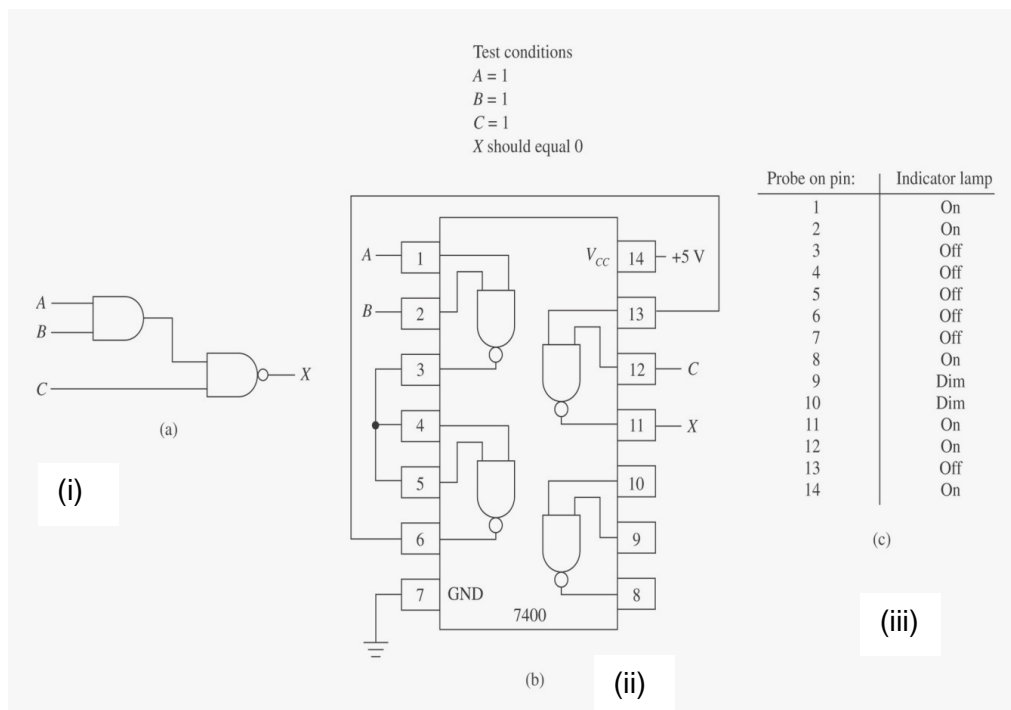 Test conditions
A = 1
B = 1
C = 1
X should equal 0
A
B
C
X
(a)
(i)
A
1
B
2
3
4
5
6
7
GND
VCC
14
+5 V
13
12
C
11
X
10
9
8
7400
(b)
(ii)
Probe on pin: Indicator lamp
1 On
2 On
3 Off
4 Off
5 Off
6 Off
7 Off
8 On
9 Dim
10 Dim
11 On
12 On
13 Off
14 On
(c)
(iii)